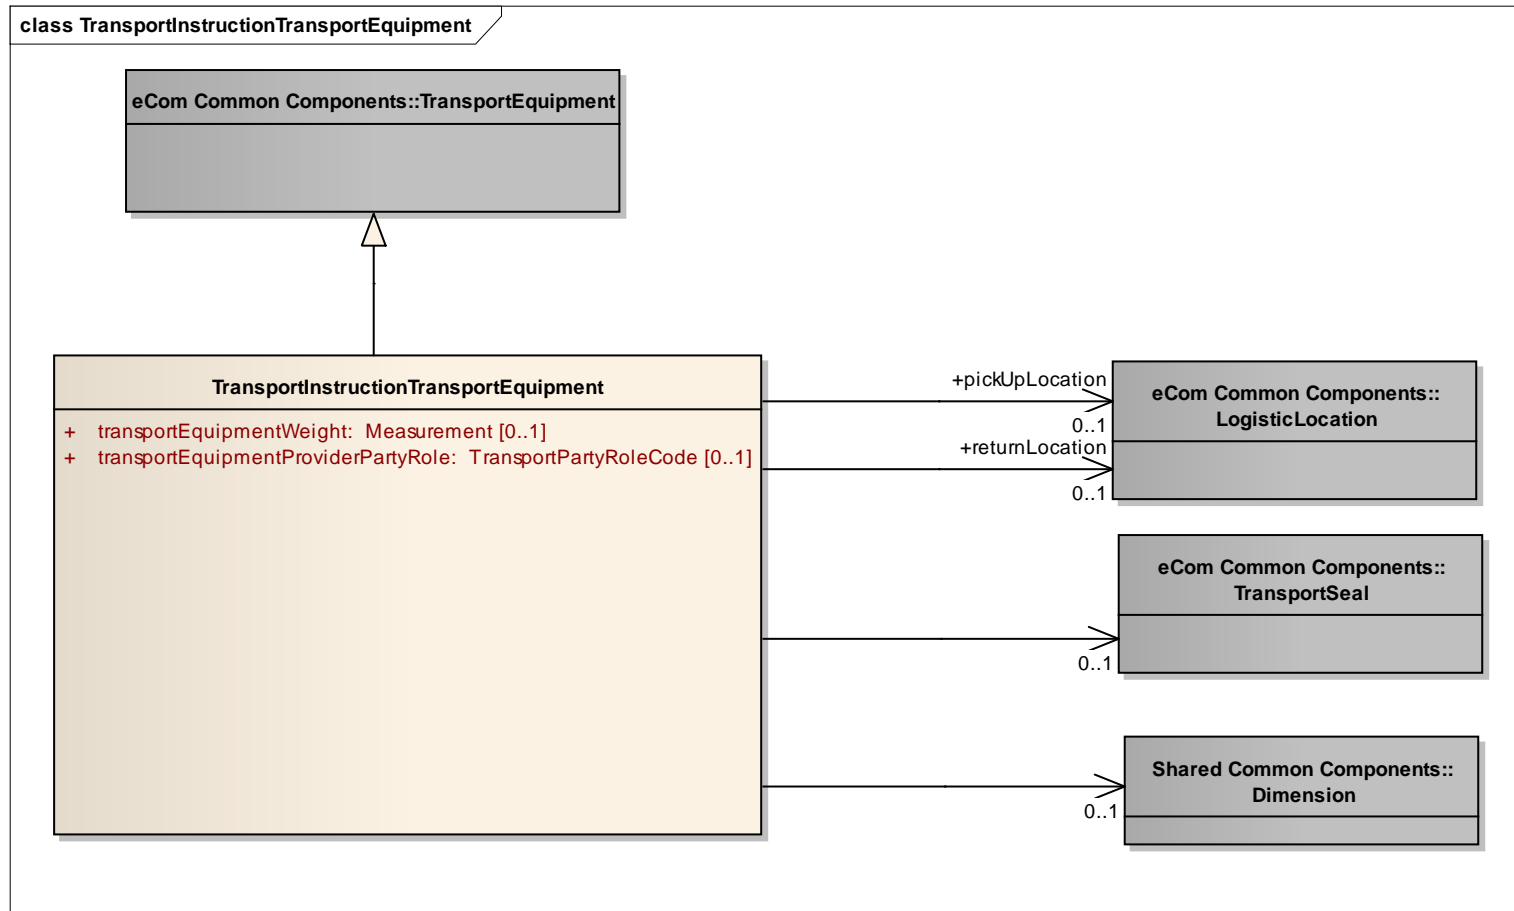 class TransportInstructionTransportEquipment
eCom Common Components::TransportEquipment
TransportInstructionTransportEquipment
+ transportEquipmentWeight: Measurement [0..1]
+ transportEquipmentProviderPartyRole: TransportPartyRoleCode [0..1]
+pickUpLocation
0..1
+returnLocation
0..1
eCom Common Components::
LogisticLocation
eCom Common Components::
TransportSeal
0..1
Shared Common Components::
Dimension
0..1